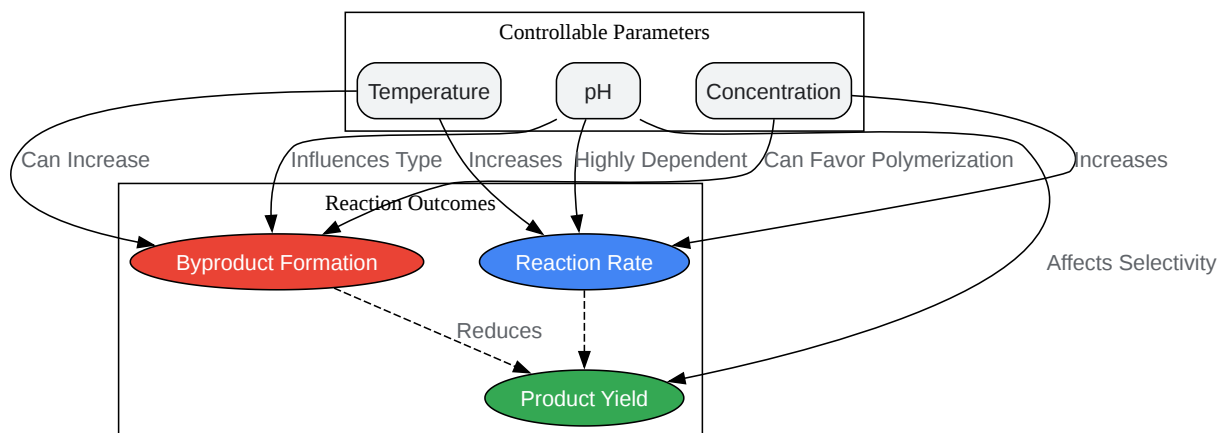 Controllable Parameters
Temperature
pH
Concentration
Can Increase
Influences Type
Increases
Highly Dependent
Can Favor Polymerization
Increases
Reaction Outcomes
Byproduct Formation
Reaction Rate
Affects Selectivity
Reduces
Product Yield